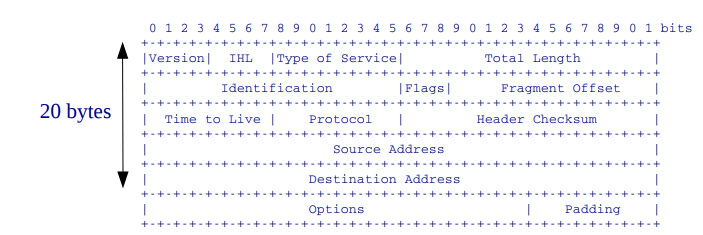 0 1 2 3 4 5 6 7 8 9 0 1 2 3 4 5 6 7 8 9 0 1 2 3 4 5 6 7 8 9 0 1 bits
+-+-+-+-+-+-+-+-+-+-+-+-+-+-+-+-+-+-+-+-+-+-+-+-+-+-+-+-+-+-+-+-+
|Version|  IHL  |Type of Service|          Total Length         |
+-+-+-+-+-+-+-+-+-+-+-+-+-+-+-+-+-+-+-+-+-+-+-+-+-+-+-+-+-+-+-+-+
|         Identification        |Flags|      Fragment Offset    |
+-+-+-+-+-+-+-+-+-+-+-+-+-+-+-+-+-+-+-+-+-+-+-+-+-+-+-+-+-+-+-+-+
20 bytes
|  Time to Live |    Protocol   |         Header Checksum       |
+-+-+-+-+-+-+-+-+-+-+-+-+-+-+-+-+-+-+-+-+-+-+-+-+-+-+-+-+-+-+-+-+
|                       Source Address                          |
+-+-+-+-+-+-+-+-+-+-+-+-+-+-+-+-+-+-+-+-+-+-+-+-+-+-+-+-+-+-+-+-+
|                    Destination Address                        |
+-+-+-+-+-+-+-+-+-+-+-+-+-+-+-+-+-+-+-+-+-+-+-+-+-+-+-+-+-+-+-+-+
|                    Options                    |    Padding    |
+-+-+-+-+-+-+-+-+-+-+-+-+-+-+-+-+-+-+-+-+-+-+-+-+-+-+-+-+-+-+-+-+